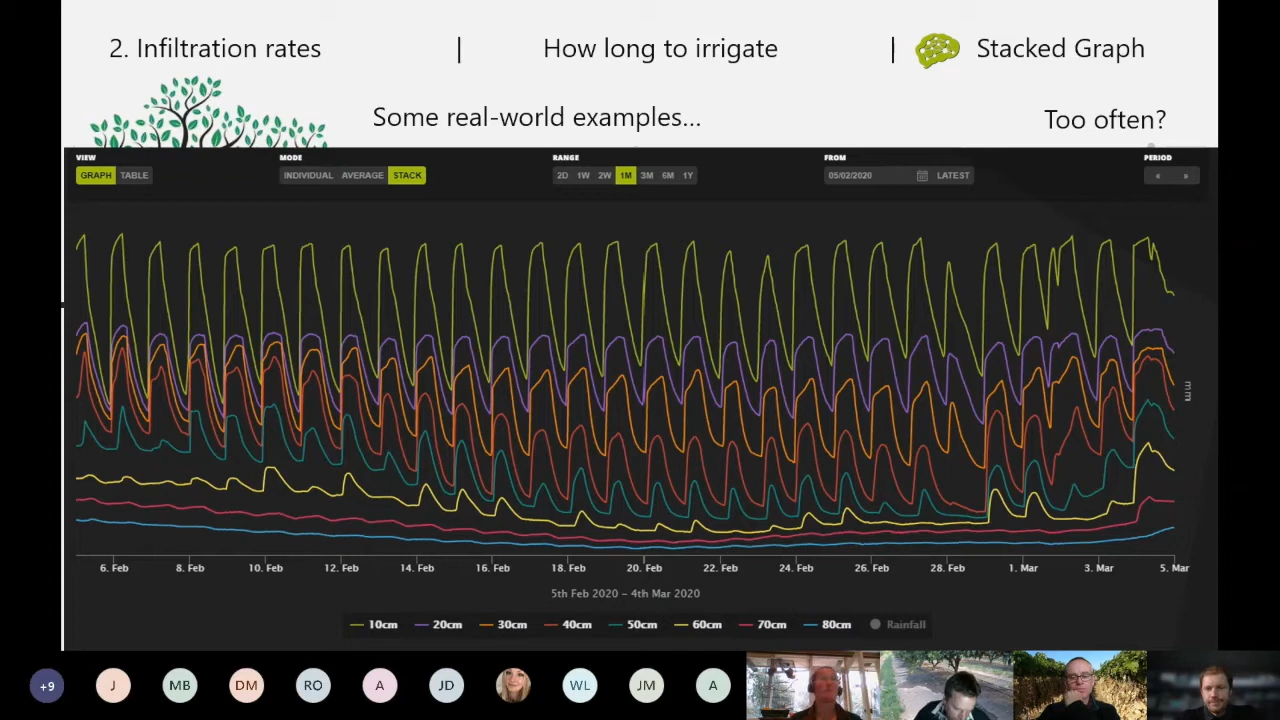 2. Infiltration rates | How long to irrigate | Stacked Graph
Some real-world examples... Too often?
VIEW MODE RANGE FROM PERIOD
GRAPH TABLE INDIVIDUAL AVERAGE STACK 2D 1W 2W 1M 3M 6M 1Y 05/02/2020 LATEST « »
mm
6. Feb 8. Feb 10. Feb 12. Feb 14. Feb 16. Feb 18. Feb 20. Feb 22. Feb 24. Feb 26. Feb 28. Feb 1. Mar 3. Mar 5. Mar
5th Feb 2020 – 4th Mar 2020
10cm 20cm 30cm 40cm 50cm 60cm 70cm 80cm Rainfall
+9 J MB DM RO A JD WL JM A